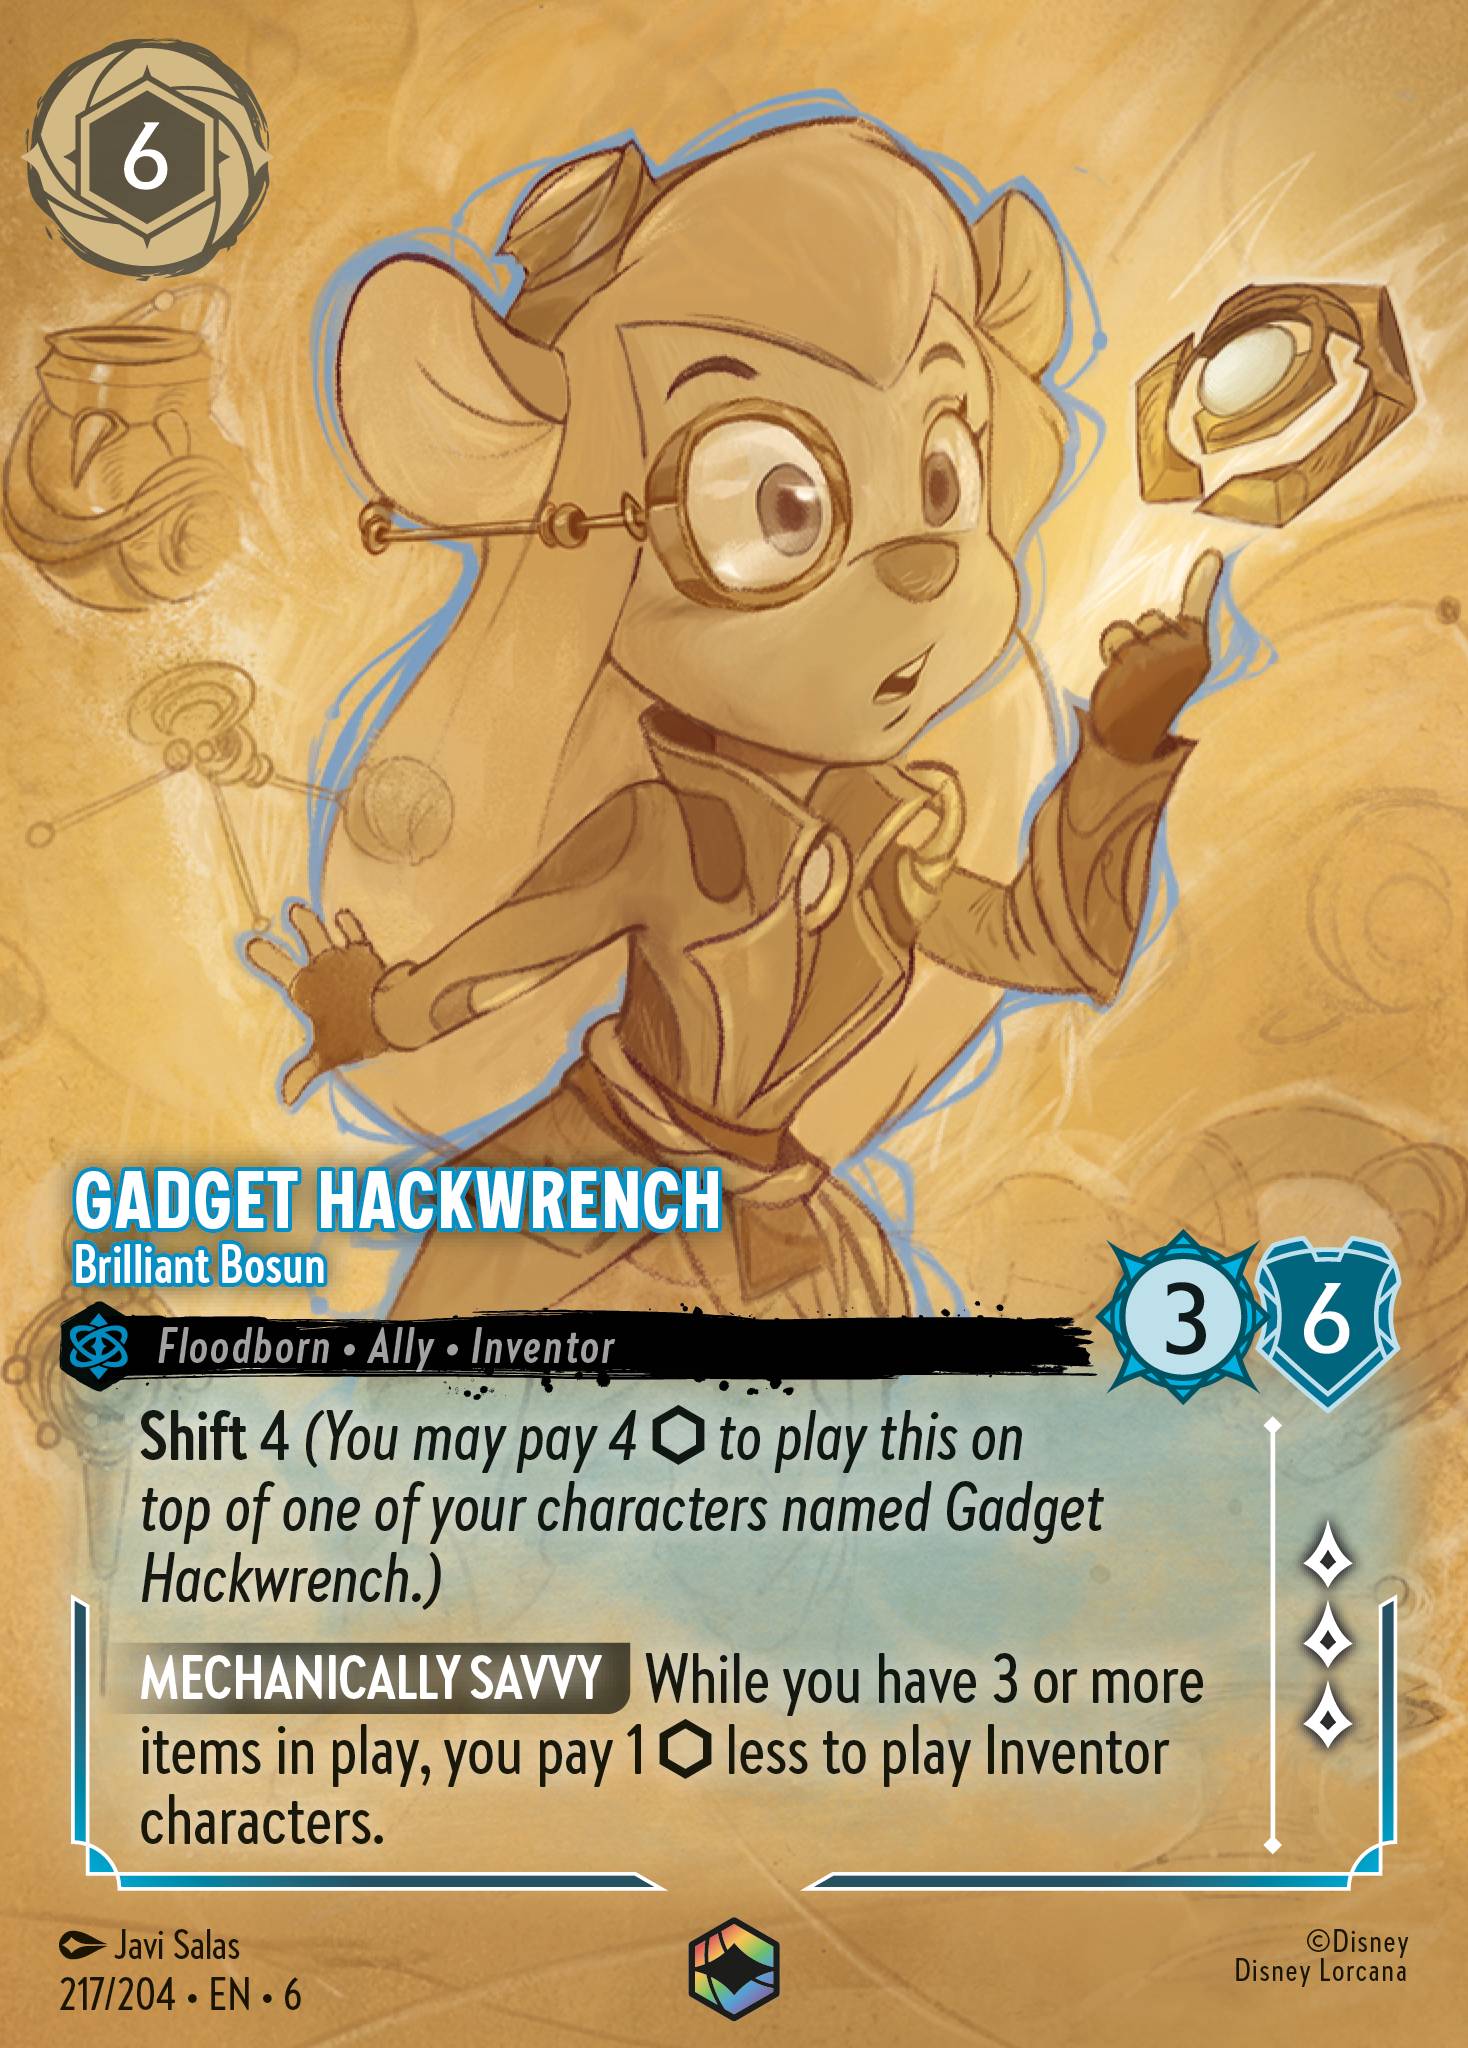 6
GADGET HACKWRENCH
Brilliant Bosun
Floodborn • Ally • Inventor
3
6
Shift 4 (You may pay 4 ⬡ to play this on
top of one of your characters named Gadget
Hackwrench.)
MECHANICALLY SAVVY While you have 3 or more
items in play, you pay 1 ⬡ less to play Inventor
characters.
Javi Salas
217/204 • EN • 6
©Disney
Disney Lorcana